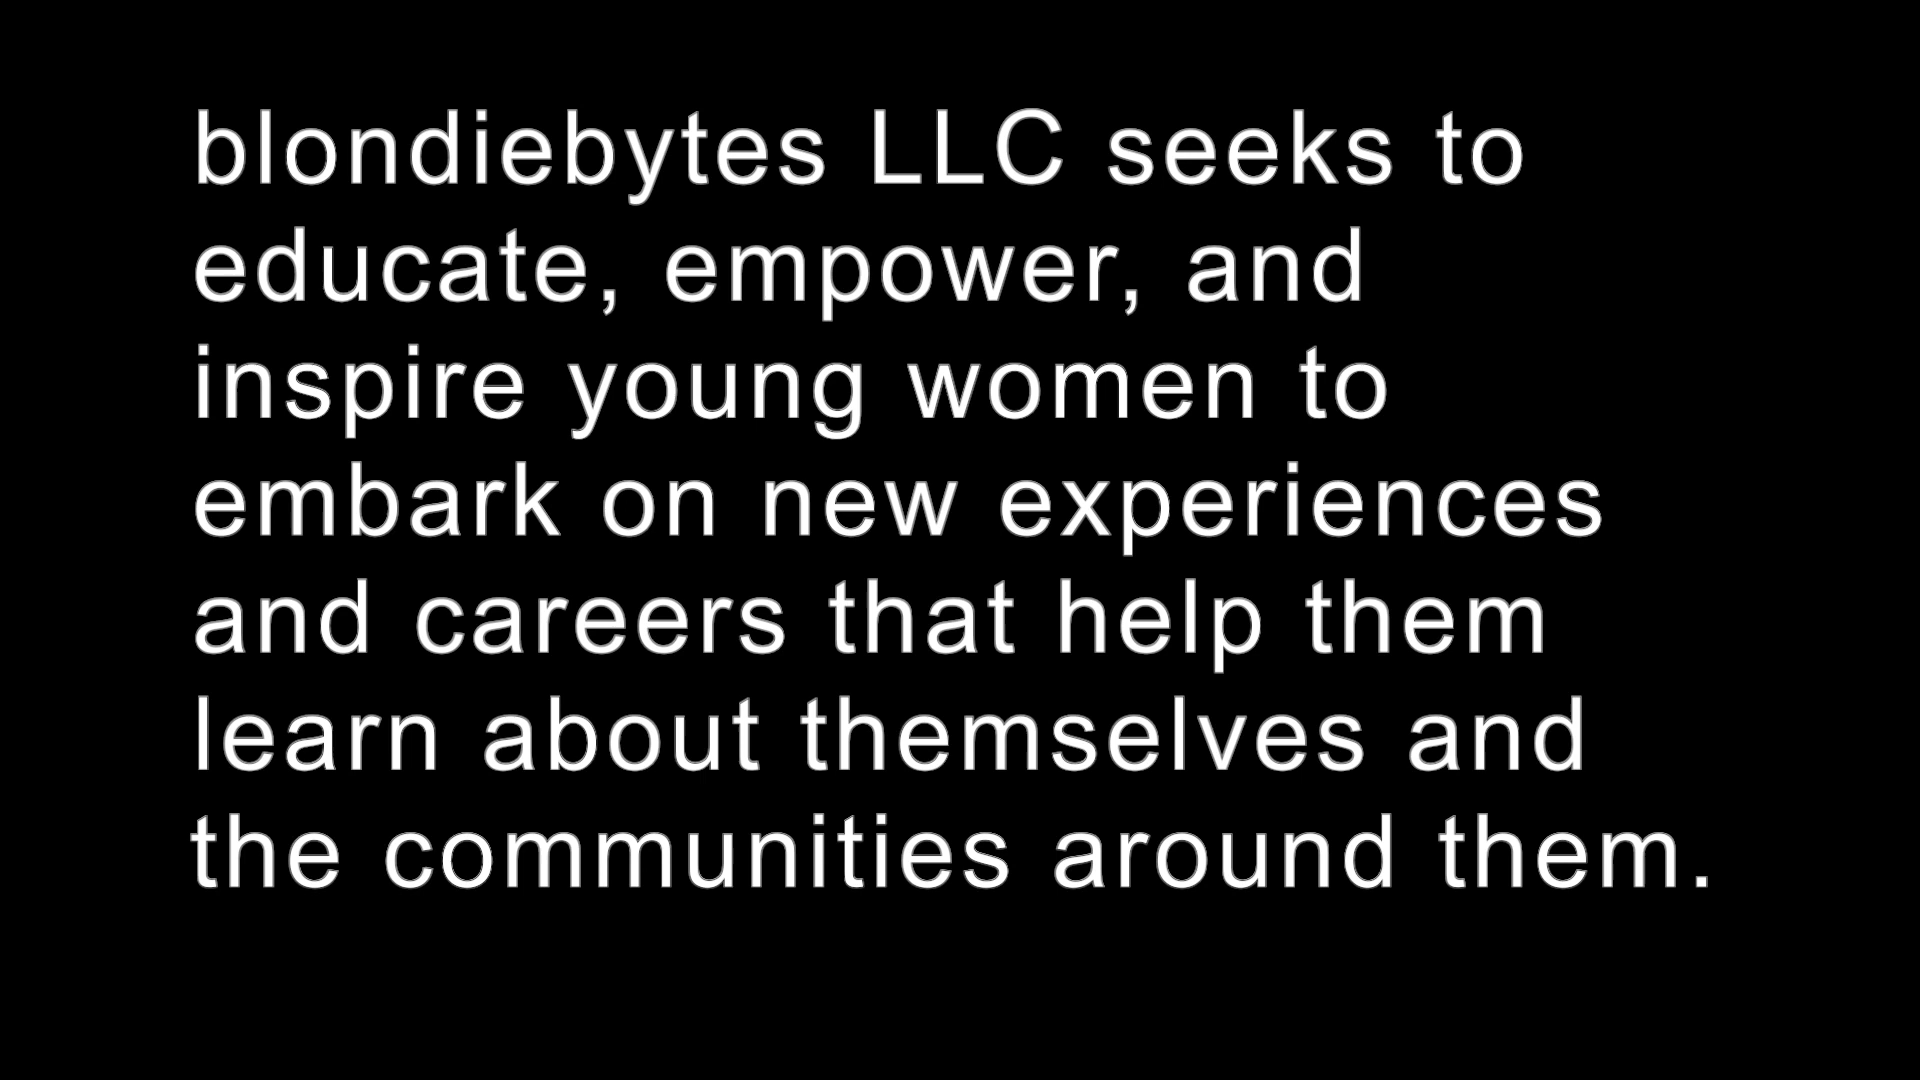 blondiebytes LLC seeks to
educate, empower, and
inspire young women to
embark on new experiences
and careers that help them
learn about themselves and
the communities around them.